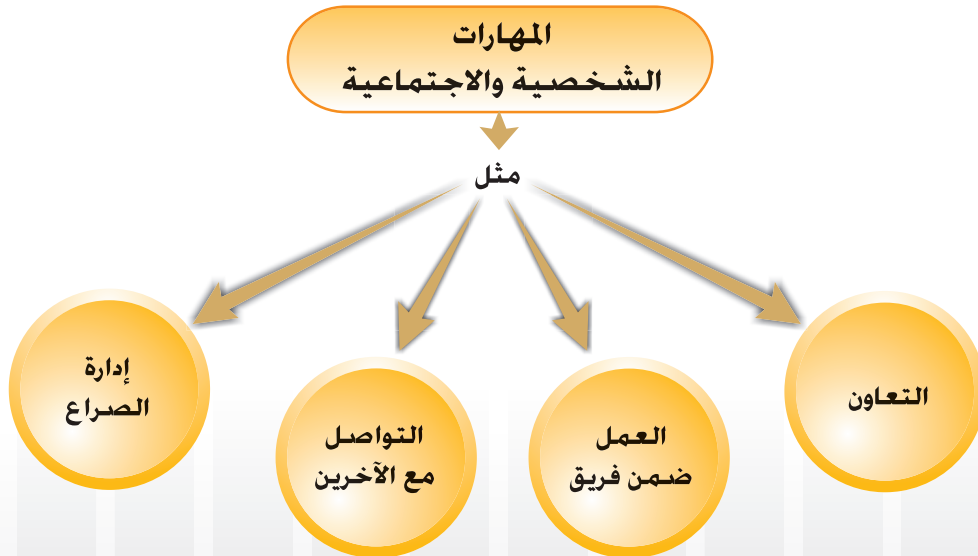 المهارات
الشخصية والاجتماعية
مثل
التعاون
العمل
ضمن فريق
التواصل
مع الآخرين
إدارة
الصراع